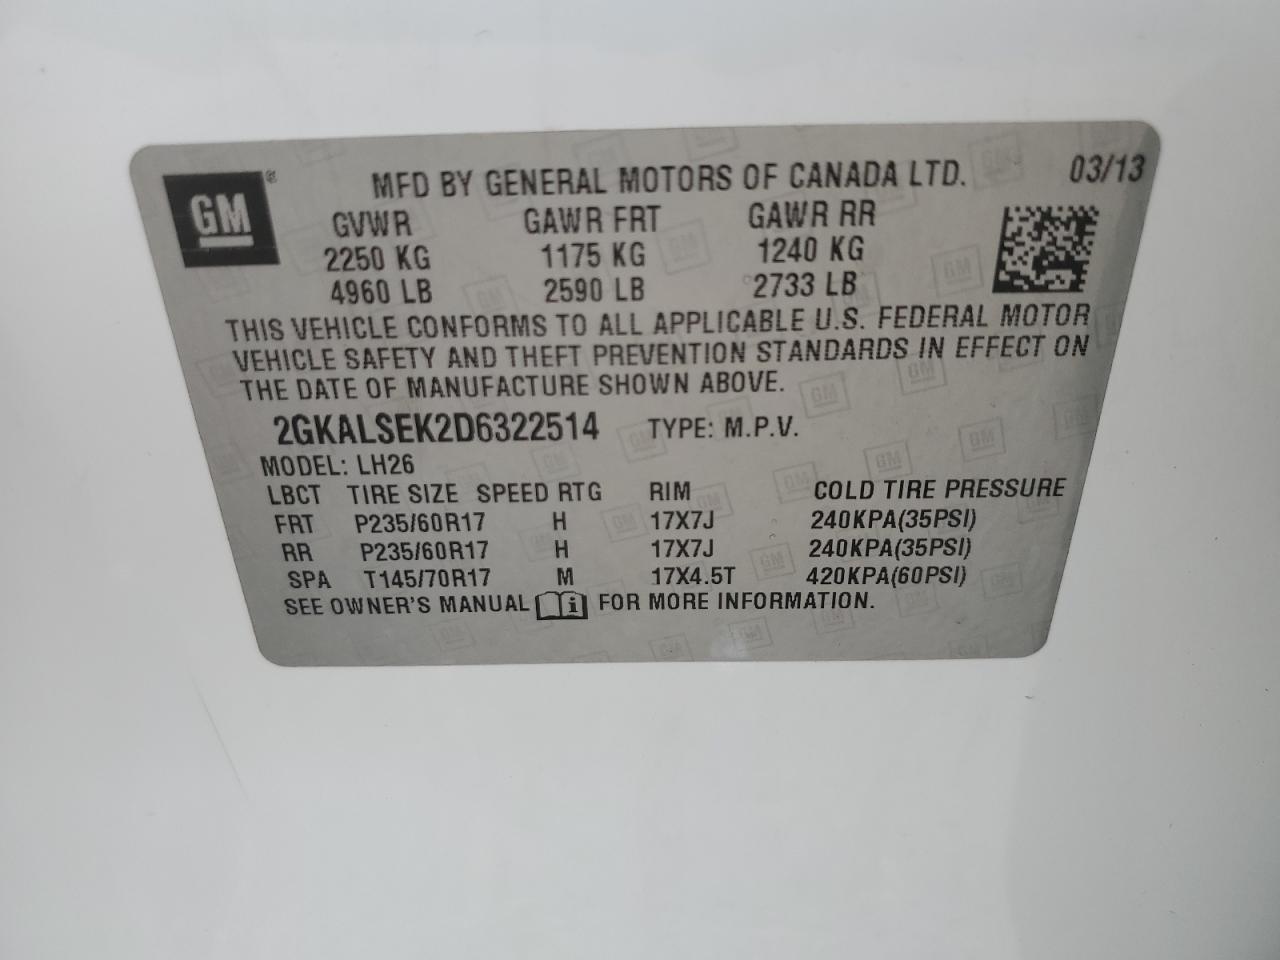 GM® MFD BY GENERAL MOTORS OF CANADA LTD. 03/13
GVWR GAWR FRT GAWR RR
2250 KG 1175 KG 1240 KG
4960 LB 2590 LB 2733 LB
THIS VEHICLE CONFORMS TO ALL APPLICABLE U.S. FEDERAL MOTOR
VEHICLE SAFETY AND THEFT PREVENTION STANDARDS IN EFFECT ON
THE DATE OF MANUFACTURE SHOWN ABOVE.
2GKALSEK2D6322514 TYPE: M.P.V.
MODEL: LH26
LBCT TIRE SIZE SPEED RTG RIM COLD TIRE PRESSURE
FRT P235/60R17 H 17X7J 240KPA(35PSI)
RR P235/60R17 H 17X7J 240KPA(35PSI)
SPA T145/70R17 M 17X4.5T 420KPA(60PSI)
SEE OWNER'S MANUAL i FOR MORE INFORMATION.